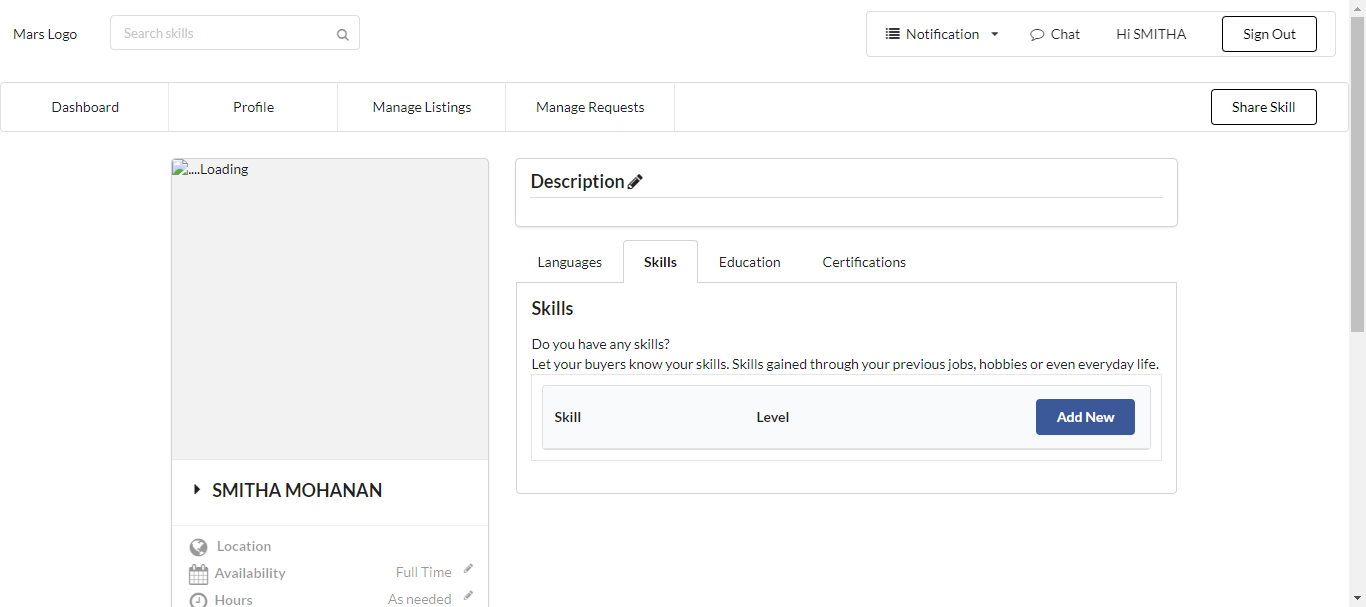 Mars Logo
Search skills
Notification
Chat
Hi SMITHA
Sign Out
Dashboard
Profile
Manage Listings
Manage Requests
Share Skill
....Loading
SMITHA MOHANAN
Location
Availability
Full Time
Hours
As needed
Description
Languages
Skills
Education
Certifications
Skills
Do you have any skills?
Let your buyers know your skills. Skills gained through your previous jobs, hobbies or even everyday life.
Skill
Level
Add New